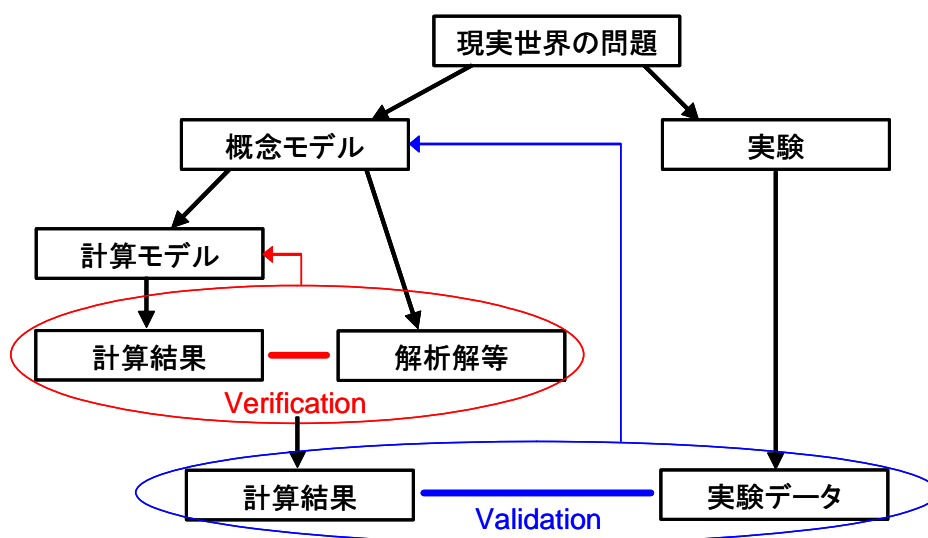 現実世界の問題
概念モデル
実験
計算モデル
計算結果
解析解等
Verification
計算結果
実験データ
Validation